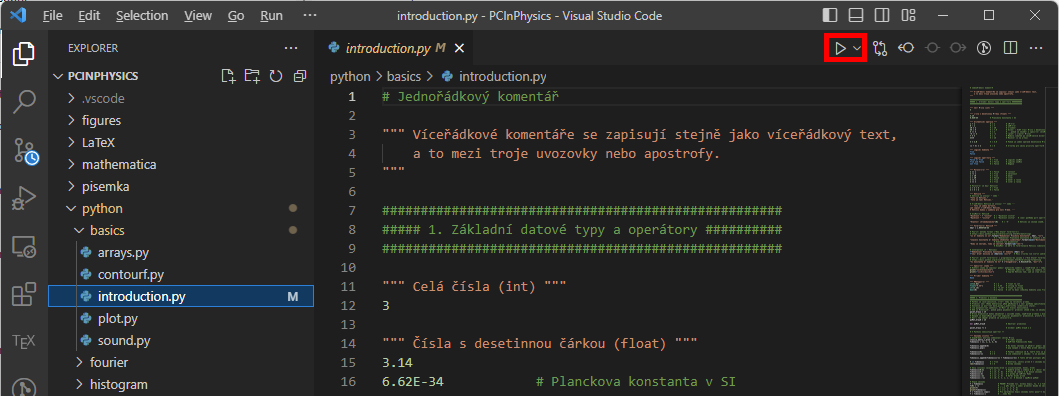 File Edit Selection View Go Run ··· introduction.py - PCInPhysics - Visual Studio Code
EXPLORER ···
introduction.py M
PCINPHYSICS
python > basics > introduction.py
.vscode
figures
LaTeX
mathematica
pisemka
python
basics
arrays.py
contourf.py
introduction.py M
plot.py
sound.py
fourier
histogram
TeX
1 # Jednořádkový komentář
2
3 """ Víceřádkové komentáře se zapisují stejně jako víceřádkový text,
4 a to mezi troje uvozovky nebo apostrofy.
5 """
6
7 ####################################################
8 ##### 1. Základní datové typy a operátory ##########
9 ####################################################
10
11 """ Celá čísla (int) """
12 3
13
14 """ Čísla s desetinnou čárkou (float) """
15 3.14
16 6.62E-34 # Planckova konstanta v SI